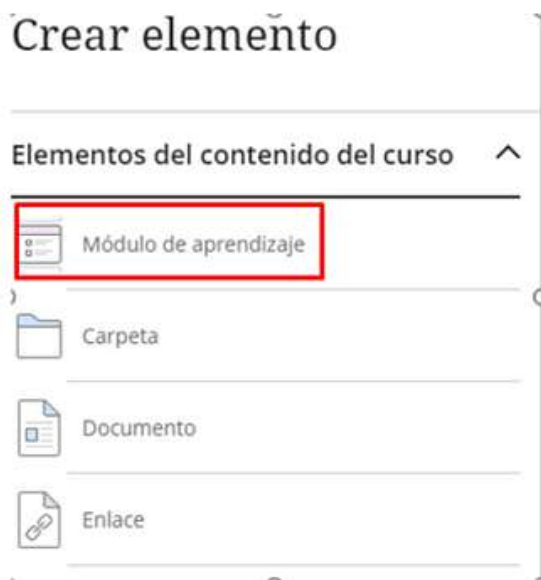 Crear elemento
Elementos del contenido del curso
Módulo de aprendizaje
Carpeta
Documento
Enlace